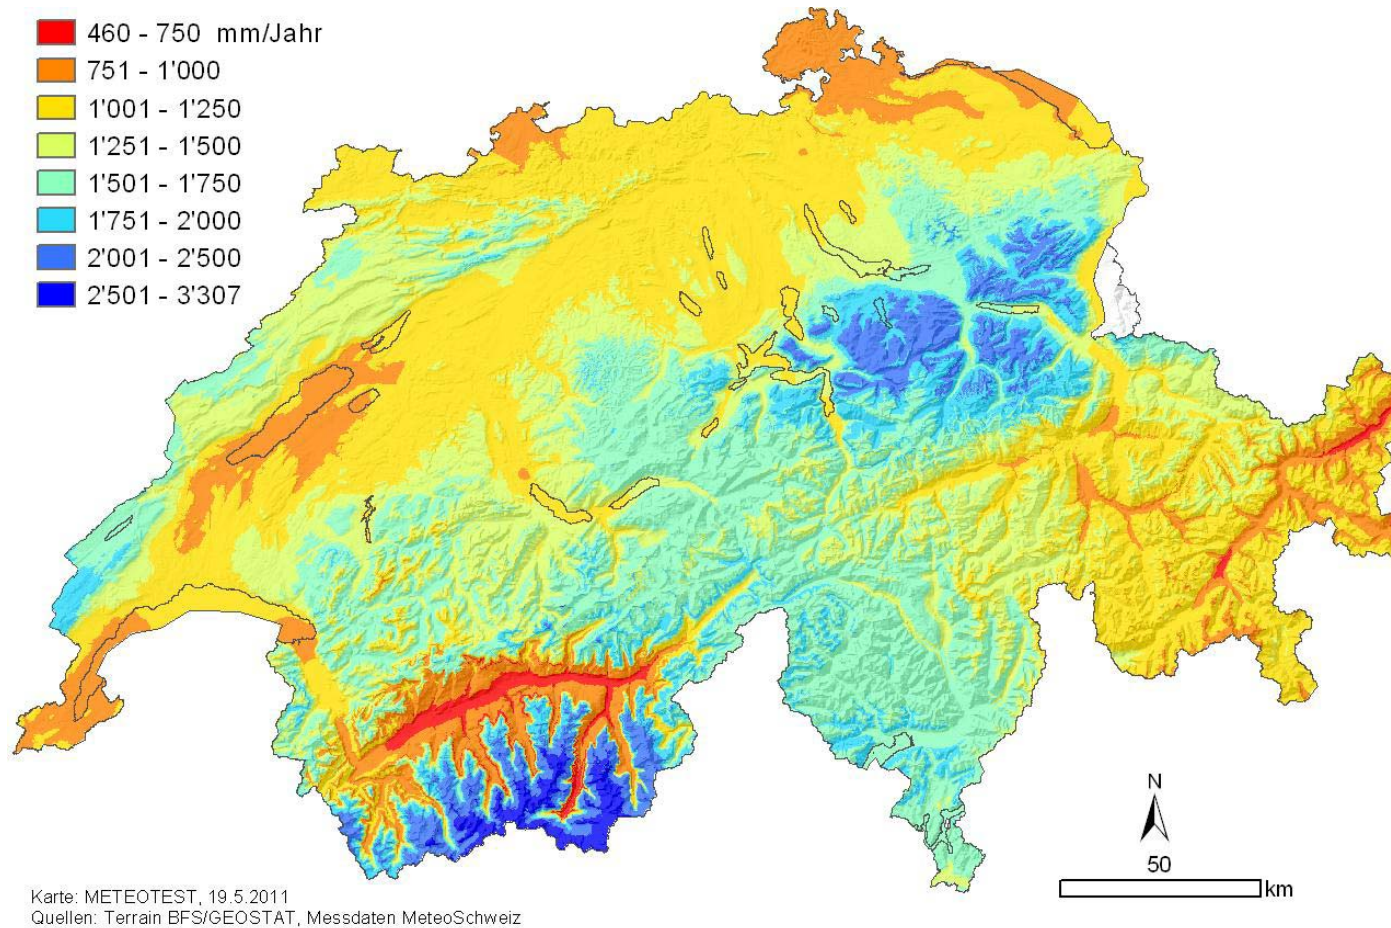 460 - 750 mm/Jahr
751 - 1'000
1'001 - 1'250
1'251 - 1'500
1'501 - 1'750
1'751 - 2'000
2'001 - 2'500
2'501 - 3'307
N
50
km
Karte: METEOTEST, 19.5.2011
Quellen: Terrain BFS/GEOSTAT, Messdaten MeteoSchweiz